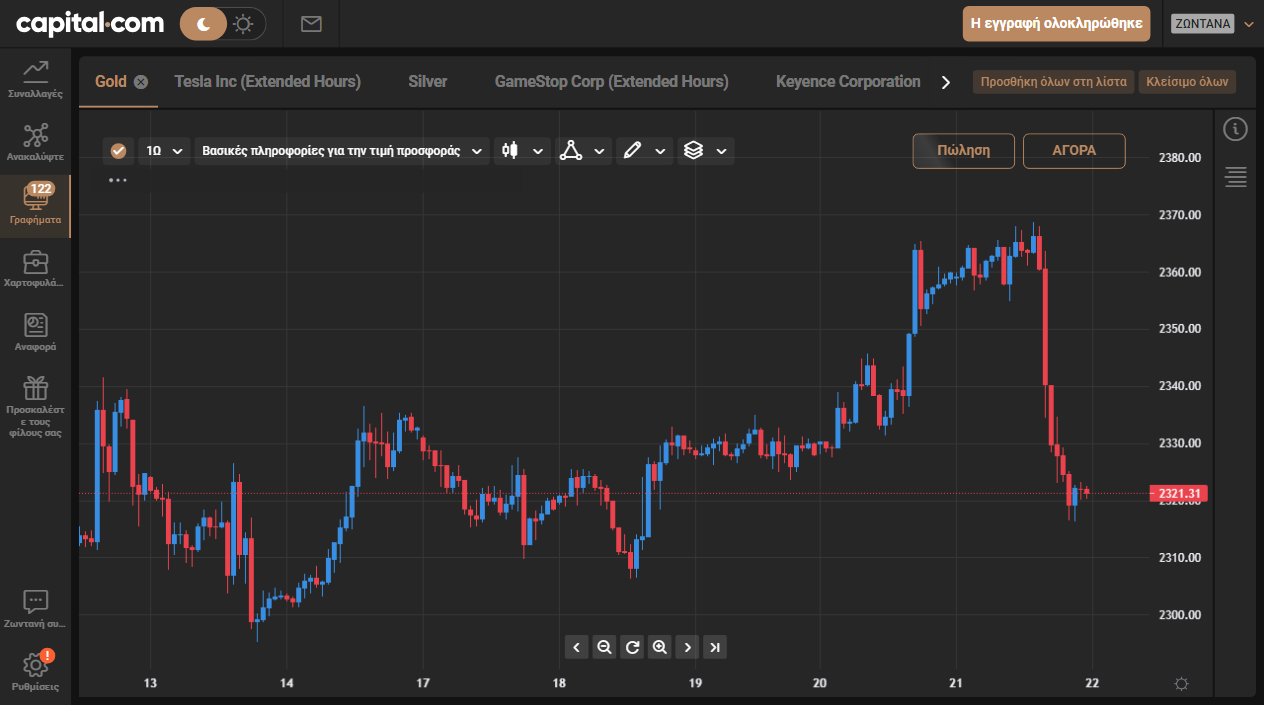 capital.com
Η εγγραφή ολοκληρώθηκε
ΖΩΝΤΑΝΑ
Συναλλαγές
Ανακαλύψτε
122
Γραφήματα
Χαρτοφυλά...
Αναφορά
Προσκαλέστ
ε τους
φίλους σας
Ζωντανή συ...
!
Ρυθμίσεις
Gold
Tesla Inc (Extended Hours)
Silver
GameStop Corp (Extended Hours)
Keyence Corporation
Προσθήκη όλων στη λίστα
Κλείσιμο όλων
1Ω
Βασικές πληροφορίες για την τιμή προσφοράς
Πώληση
ΑΓΟΡΑ
2380.00
2370.00
2360.00
2350.00
2340.00
2330.00
2321.31
2320.00
2310.00
2300.00
13
14
17
18
19
20
21
22